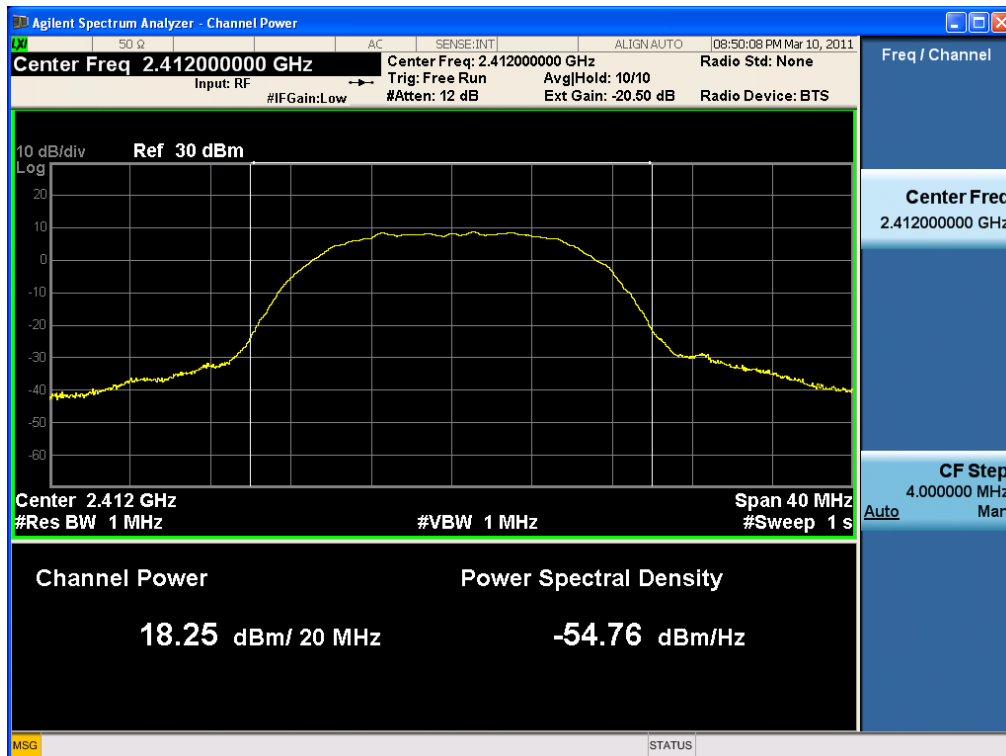 Agilent Spectrum Analyzer - Channel Power
LXI 50 Ω AC SENSE:INT ALIGN AUTO 08:50:08 PM Mar 10, 2011
Center Freq 2.412000000 GHz
Input: RF
#IFGain:Low
Center Freq: 2.412000000 GHz
Trig: Free Run Avg|Hold: 10/10
#Atten: 12 dB Ext Gain: -20.50 dB
Radio Std: None
Radio Device: BTS
Freq / Channel
10 dB/div Ref 30 dBm
Log
20
10
0
-10
-20
-30
-40
-50
-60
Center Freq
2.412000000 GHz
CF Step
4.000000 MHz
Auto Man
Center 2.412 GHz Span 40 MHz
#Res BW 1 MHz #VBW 1 MHz #Sweep 1 s
Channel Power Power Spectral Density
18.25 dBm/ 20 MHz -54.76 dBm/Hz
MSG STATUS